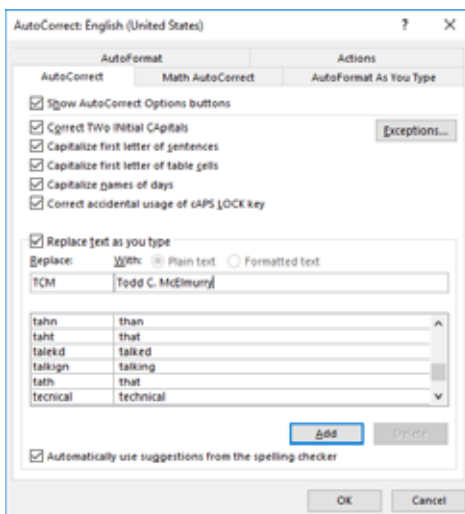 AutoCorrect: English (United States) ? ×
AutoFormat Actions
AutoCorrect Math AutoCorrect AutoFormat As You Type
Show AutoCorrect Options buttons
Correct TWo INitial CApitals Exceptions...
Capitalize first letter of sentences
Capitalize first letter of table cells
Capitalize names of days
Correct accidental usage of cAPS LOCK key
Replace text as you type
Replace: With: Plain text Formatted text
TCM Todd C. McElmurry
tahn than
taht that
talekd talked
talkign talking
tath that
tecnical technical
Add Delete
Automatically use suggestions from the spelling checker
OK Cancel